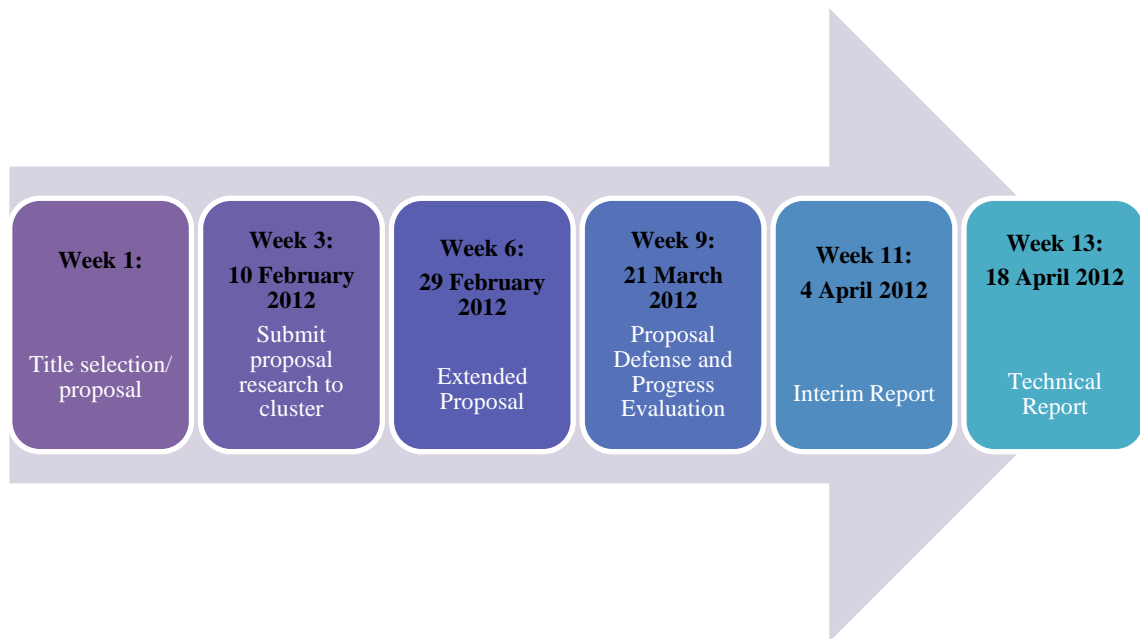 Week 1:
Title selection/
proposal
Week 3:
10 February
2012
Submit
proposal
research to
cluster
Week 6:
29 February
2012
Extended
Proposal
Week 9:
21 March
2012
Proposal
Defense and
Progress
Evaluation
Week 11:
4 April 2012
Interim Report
Week 13:
18 April 2012
Technical
Report